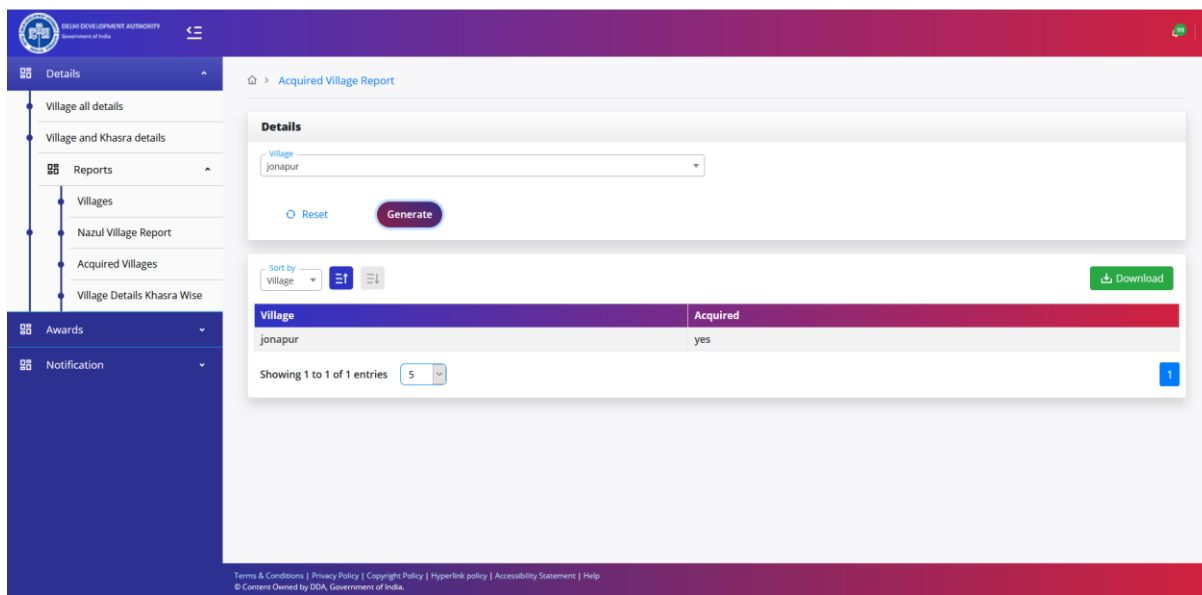 DELHI DEVELOPMENT AUTHORITY
Government of India
99
Details
Village all details
Village and Khasra details
Reports
Villages
Nazul Village Report
Acquired Villages
Village Details Khasra Wise
Awards
Notification
> Acquired Village Report
Details
Village
jonapur
Reset Generate
Sort by
Village
Download
Village Acquired
jonapur yes
Showing 1 to 1 of 1 entries 5 1
Terms & Conditions | Privacy Policy | Copyright Policy | Hyperlink policy | Accessibility Statement | Help
© Content Owned by DDA, Government of India.